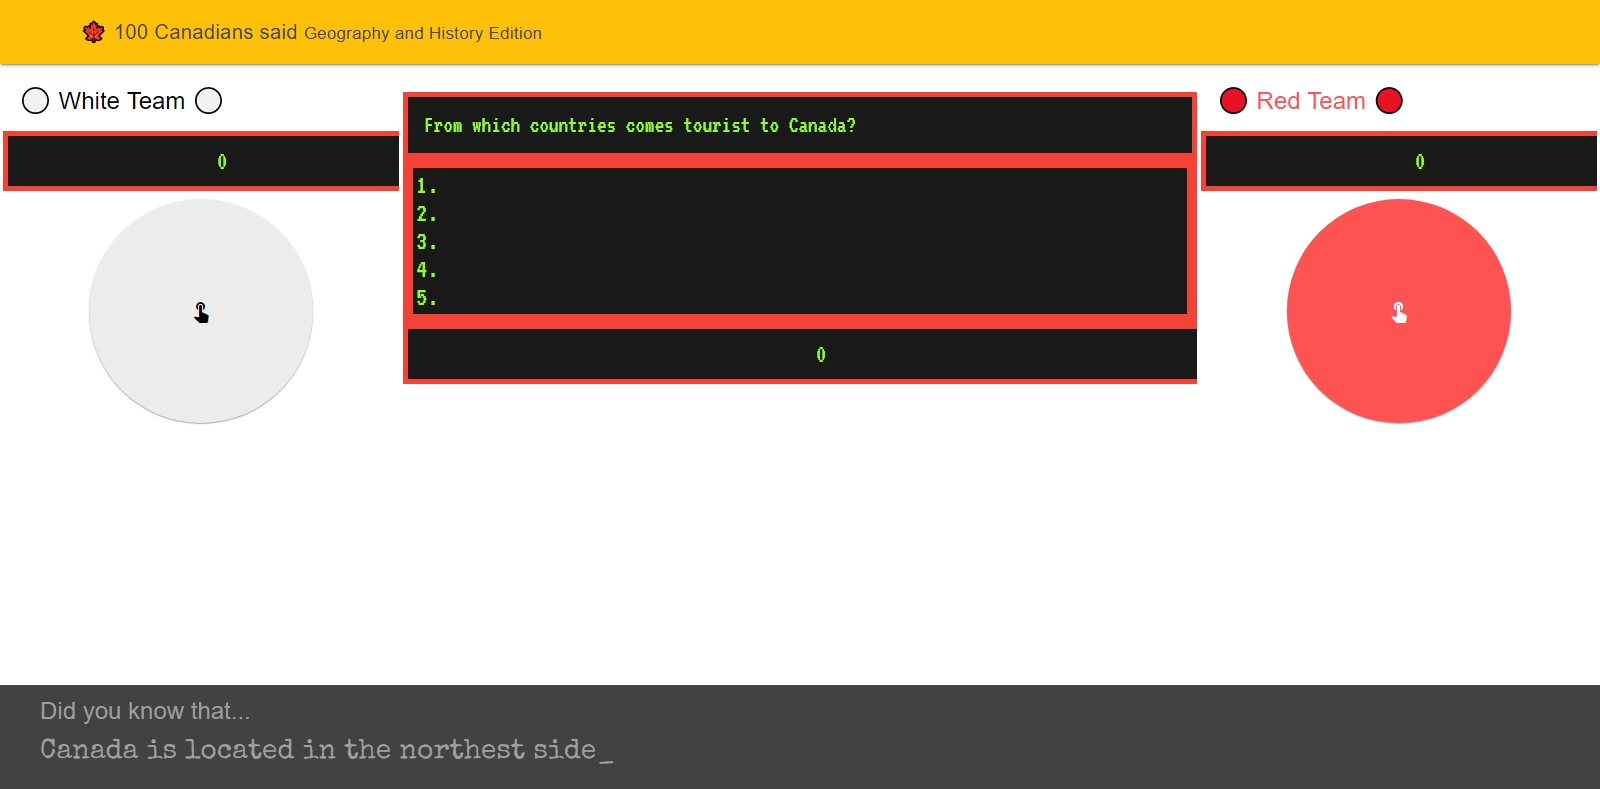 100 Canadians said Geography and History Edition
White Team
0
From which countries comes tourist to Canada?
1.
2.
3.
4.
5.
0
Red Team
0
Did you know that...
Canada is located in the northest side_